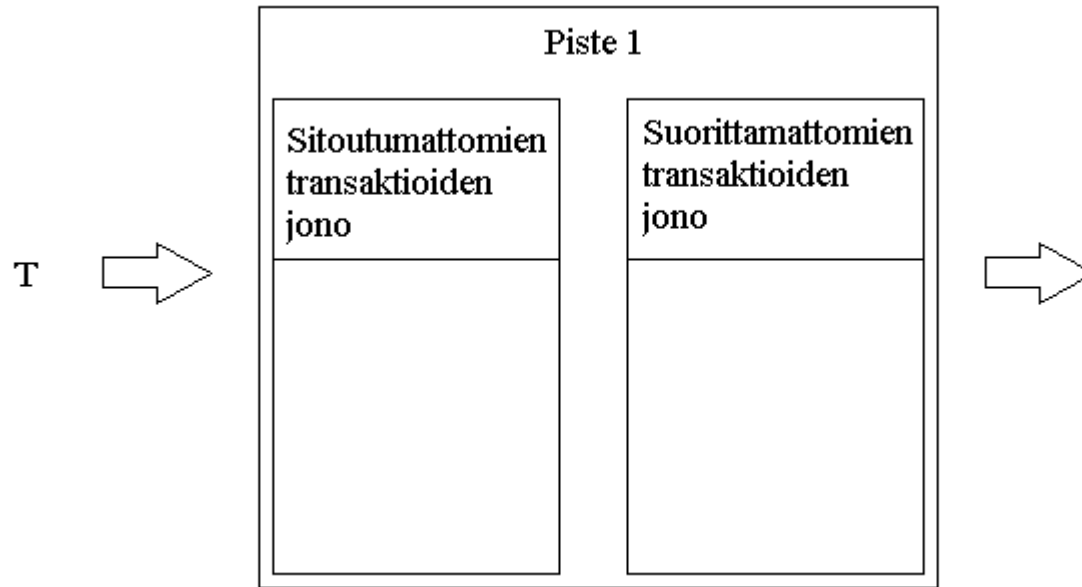 Piste 1
Sitoutumattomien
transaktioiden
jono
Suorittamattomien
transaktioiden
jono
T